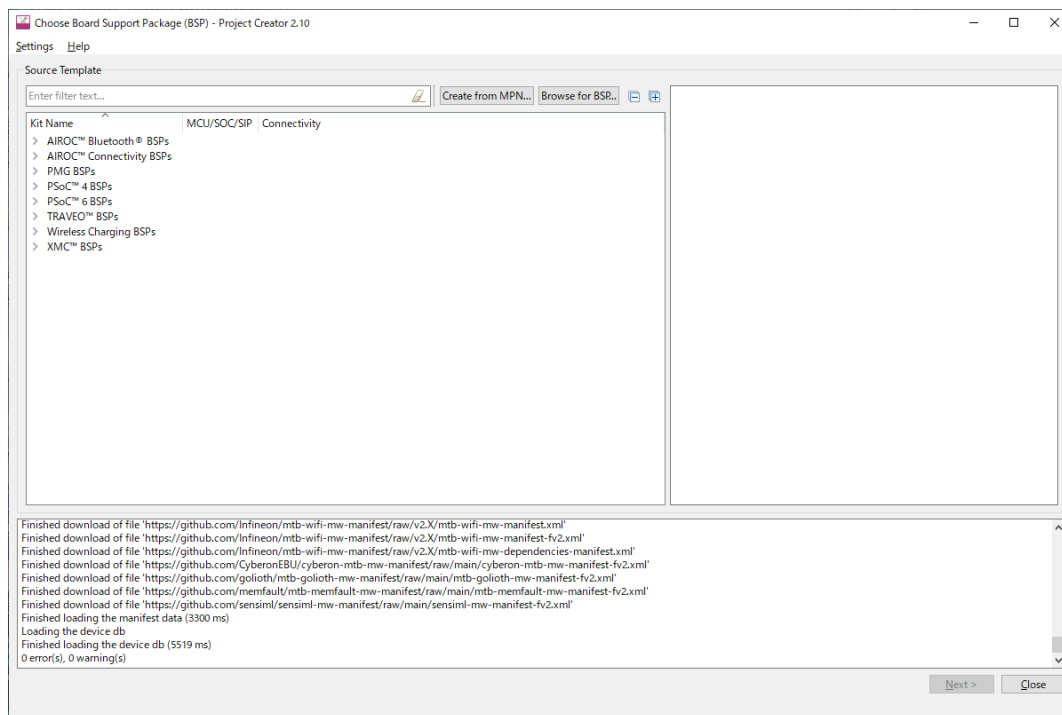 Choose Board Support Package (BSP) - Project Creator 2.10
Settings Help
Source Template
Enter filter text...
Create from MPN... Browse for BSP...
Kit Name MCU/SOC/SIP Connectivity
AIROC™ Bluetooth® BSPs
AIROC™ Connectivity BSPs
PMG BSPs
PSoC™ 4 BSPs
PSoC™ 6 BSPs
TRAVEO™ BSPs
Wireless Charging BSPs
XMC™ BSPs
Finished download of file 'https://github.com/Infineon/mtb-wifi-mw-manifest/raw/v2.X/mtb-wifi-mw-manifest.xml'
Finished download of file 'https://github.com/Infineon/mtb-wifi-mw-manifest/raw/v2.X/mtb-wifi-mw-manifest-fv2.xml'
Finished download of file 'https://github.com/Infineon/mtb-wifi-mw-manifest/raw/v2.X/mtb-wifi-mw-dependencies-manifest.xml'
Finished download of file 'https://github.com/CyberonEBU/cyberon-mtb-mw-manifest/raw/main/cyberon-mtb-mw-manifest-fv2.xml'
Finished download of file 'https://github.com/golioth/mtb-golioth-mw-manifest/raw/main/mtb-golioth-mw-manifest-fv2.xml'
Finished download of file 'https://github.com/memfault/mtb-memfault-mw-manifest/raw/main/mtb-memfault-mw-manifest-fv2.xml'
Finished download of file 'https://github.com/sensiml/sensiml-mw-manifest/raw/main/sensiml-mw-manifest-fv2.xml'
Finished loading the manifest data (3300 ms)
Loading the device db
Finished loading the device db (5519 ms)
0 error(s), 0 warning(s)
Next > Close